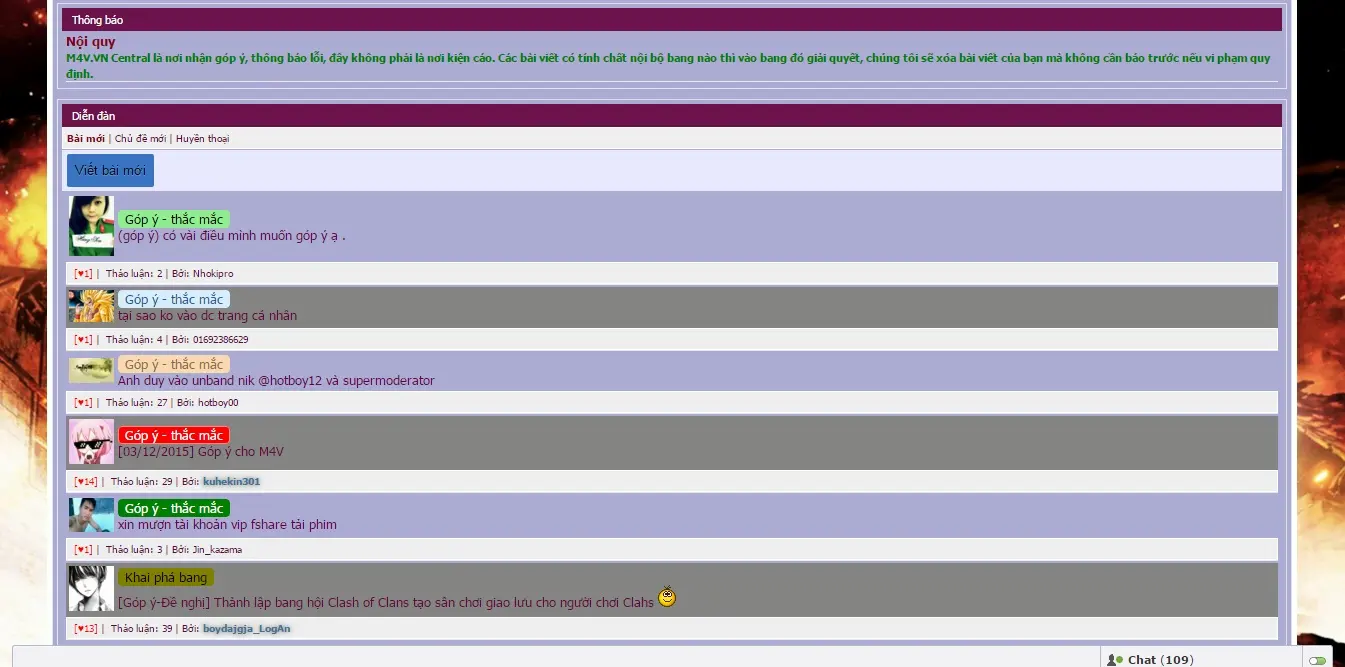 Thông báo
Nội quy
M4V.VN Central là nơi nhận góp ý, thông báo lỗi, đây không phải là nơi kiện cáo. Các bài viết có tính chất nội bộ bang nào thì vào bang đó giải quyết, chúng tôi sẽ xóa bài viết của bạn mà không cần báo trước nếu vi phạm quy
định.
Diễn đàn
Bài mới | Chủ đề mới | Huyền thoại
Viết bài mới
Góp ý - thắc mắc
(góp ý) có vài điều mình muốn góp ý ạ .
[♥1] | Thảo luận: 2 | Bởi: Nhokipro
Góp ý - thắc mắc
tại sao ko vào dc trang cá nhân
[♥1] | Thảo luận: 4 | Bởi: 01692386629
Góp ý - thắc mắc
Anh duy vào unband nik @hotboy12 và supermoderator
[♥1] | Thảo luận: 27 | Bởi: hotboy00
Góp ý - thắc mắc
[03/12/2015] Góp ý cho M4V
[♥14] | Thảo luận: 29 | Bởi: kuhekin301
Góp ý - thắc mắc
xin mượn tài khoản vip fshare tải phim
[♥1] | Thảo luận: 3 | Bởi: Jin_kazama
Khai phá bang
[Góp ý-Đề nghị] Thành lập bang hội Clash of Clans tạo sân chơi giao lưu cho người chơi Clahs
[♥13] | Thảo luận: 39 | Bởi: boydajgja_LogAn
Chat (109)